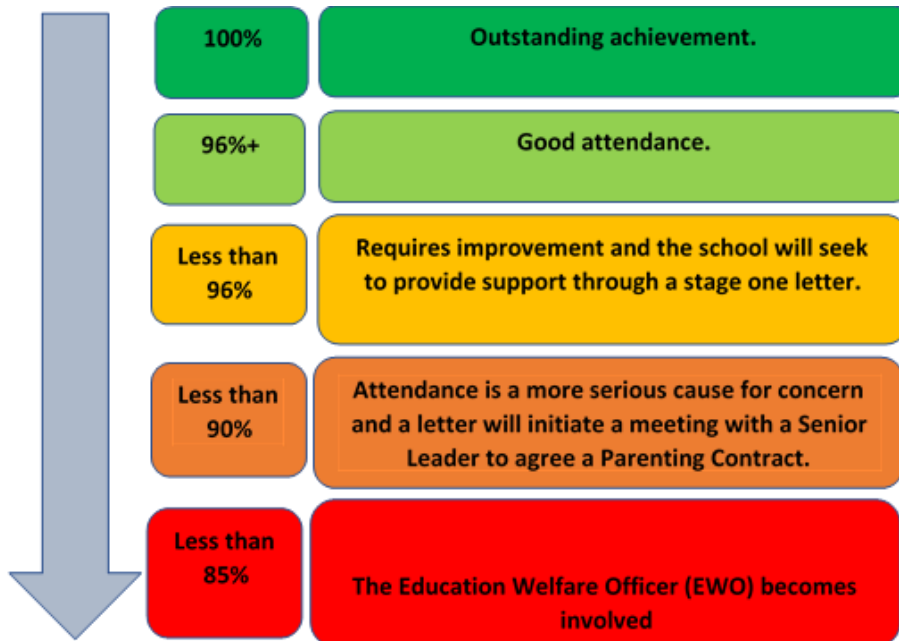 100%
Outstanding achievement.
96%+
Good attendance.
Less than
96%
Requires improvement and the school will seek
to provide support through a stage one letter.
Less than
90%
Attendance is a more serious cause for concern
and a letter will initiate a meeting with a Senior
Leader to agree a Parenting Contract.
Less than
85%
The Education Welfare Officer (EWO) becomes
involved